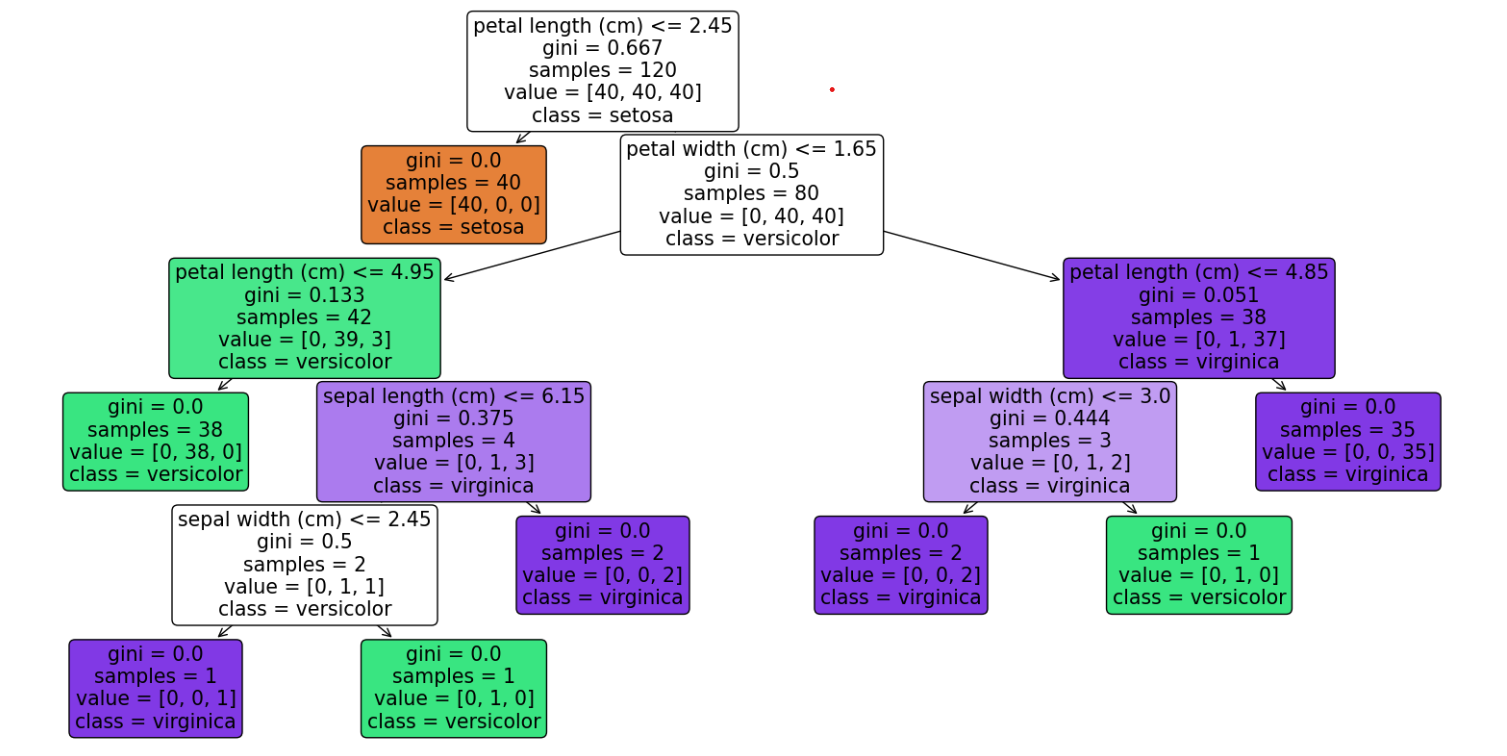 petal length (cm) <= 2.45
gini = 0.667
samples = 120
value = [40, 40, 40]
class = setosa
gini = 0.0
samples = 40
value = [40, 0, 0]
class = setosa
petal width (cm) <= 1.65
gini = 0.5
samples = 80
value = [0, 40, 40]
class = versicolor
petal length (cm) <= 4.95
gini = 0.133
samples = 42
value = [0, 39, 3]
class = versicolor
petal length (cm) <= 4.85
gini = 0.051
samples = 38
value = [0, 1, 37]
class = virginica
gini = 0.0
samples = 38
value = [0, 38, 0]
class = versicolor
sepal length (cm) <= 6.15
gini = 0.375
samples = 4
value = [0, 1, 3]
class = virginica
sepal width (cm) <= 3.0
gini = 0.444
samples = 3
value = [0, 1, 2]
class = virginica
gini = 0.0
samples = 35
value = [0, 0, 35]
class = virginica
sepal width (cm) <= 2.45
gini = 0.5
samples = 2
value = [0, 1, 1]
class = versicolor
gini = 0.0
samples = 2
value = [0, 0, 2]
class = virginica
gini = 0.0
samples = 2
value = [0, 0, 2]
class = virginica
gini = 0.0
samples = 1
value = [0, 1, 0]
class = versicolor
gini = 0.0
samples = 1
value = [0, 0, 1]
class = virginica
gini = 0.0
samples = 1
value = [0, 1, 0]
class = versicolor